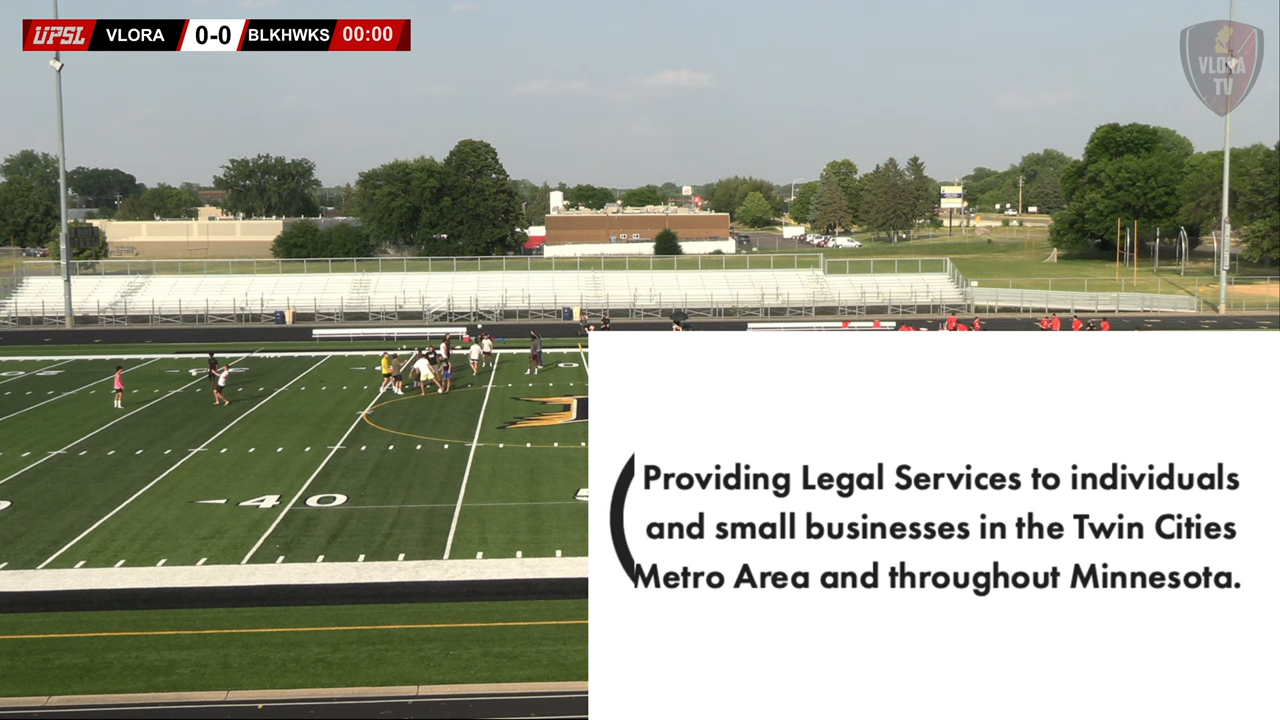 UPSL VLORA 0-0 BLKHWKS 00:00
VLORA
TV
Providing Legal Services to individuals
and small businesses in the Twin Cities
Metro Area and throughout Minnesota.
40